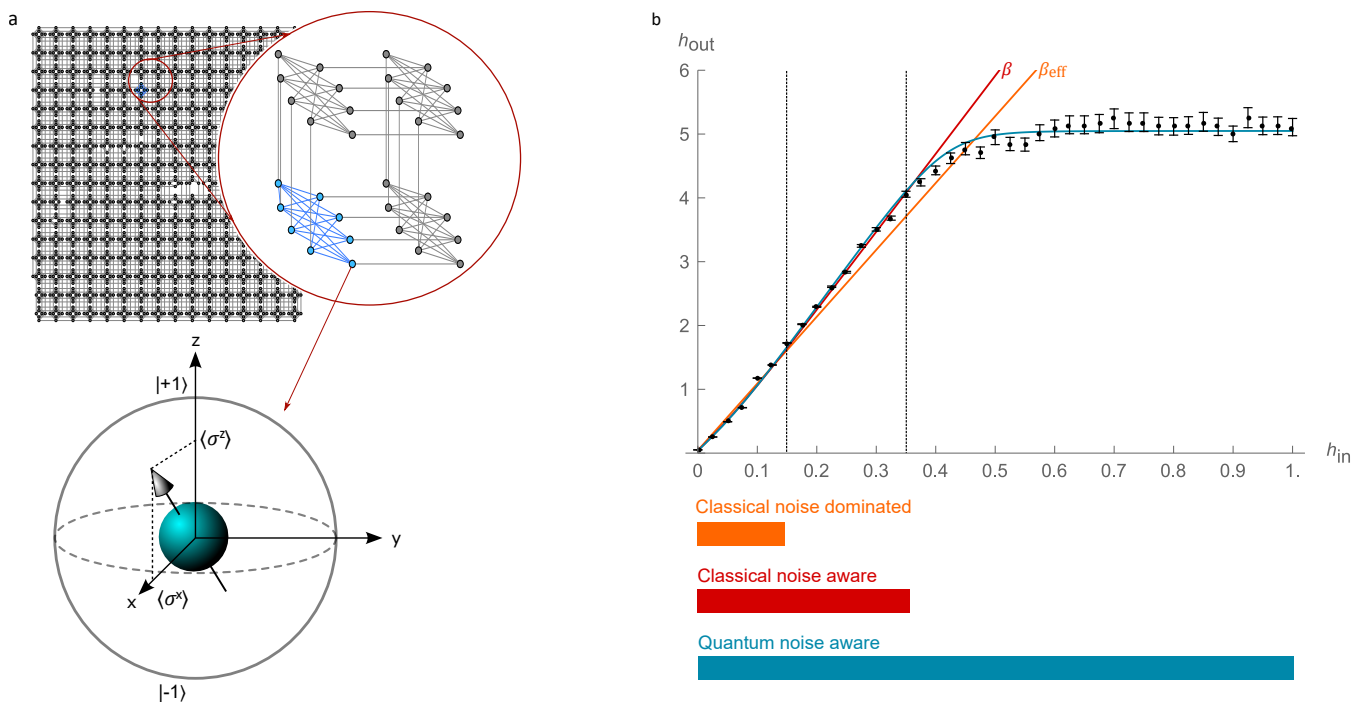 a
z
|+1⟩
⟨σᶻ⟩
y
x
⟨σˣ⟩
|-1⟩
b
h_out
β
β_eff
6
5
4
3
2
1
0
0.1
0.2
0.3
0.4
0.5
0.6
0.7
0.8
0.9
1.
h_in
Classical noise dominated
Classical noise aware
Quantum noise aware